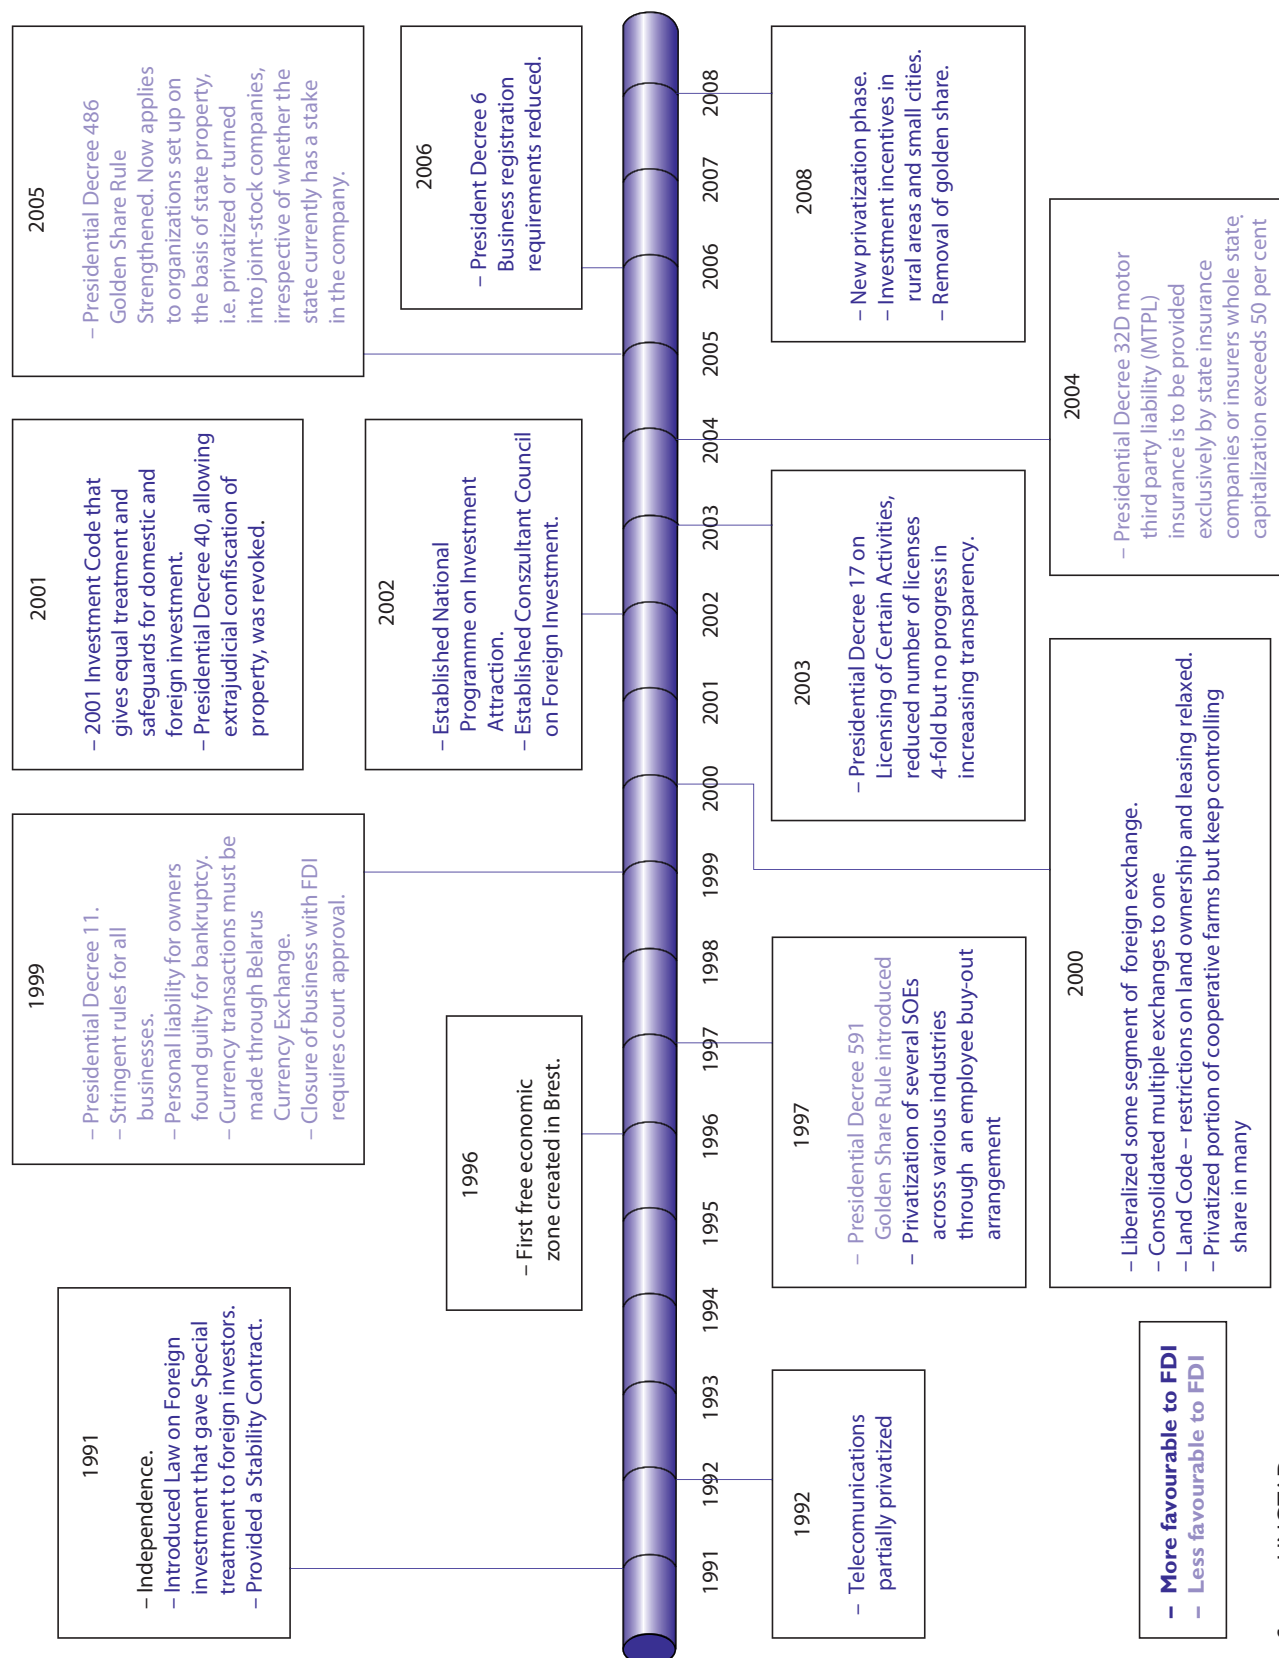 1991
– Independence.
– Introduced Law on Foreign
investment that gave Special
treatment to foreign investors.
– Provided a Stability Contract.
1996
– First free economic
zone created in Brest.
1999
– Presidential Decree 11.
– Stringent rules for all
businesses.
– Personal liability for owners
found guilty for bankruptcy.
– Currency transactions must be
made through Belarus
Currency Exchange.
– Closure of business with FDI
requires court approval.
2001
– 2001 Investment Code that
gives equal treatment and
safeguards for domestic and
foreign investment.
– Presidential Decree 40, allowing
extrajudicial confiscation of
property, was revoked.
2002
– Established National
Programme on Investment
Attraction.
– Established Conszultant Council
on Foreign Investment.
2005
– Presidential Decree 486
Golden Share Rule
Strengthened. Now applies
to organizations set up on
the basis of state property,
i.e. privatized or turned
into joint-stock companies,
irrespective of whether the
state currently has a stake
in the company.
2006
– President Decree 6
Business registration
requirements reduced.
1991
1992
1993
1994
1995
1996
1997
1998
1999
2000
2001
2002
2003
2004
2005
2006
2007
2008
1992
– Telecomunications
partially privatized
1997
– Presidential Decree 591
Golden Share Rule introduced
– Privatization of several SOEs
across various industries
through an employee buy-out
arrangement
2003
– Presidential Decree 17 on
Licensing of Certain Activities,
reduced number of licenses
4-fold but no progress in
increaasing transparency.
2008
– New privatization phase.
– Investment incentives in
rural areas and small cities.
– Removal of golden share.
2000
– Liberalized some segment of foreign exchange.
– Consolidated multiple exchanges to one
– Land Code – restrictions on land ownership and leasing relaxed.
– Privatized portion of cooperative farms but keep controlling
share in many
2004
– Presidential Decree 32D motor
third party liability (MTPL)
insurance is to be provided
exclusively by state insurance
companies or insurers whole state.
capitalization exceeds 50 per cent
– More favourable to FDI
– Less favourable to FDI